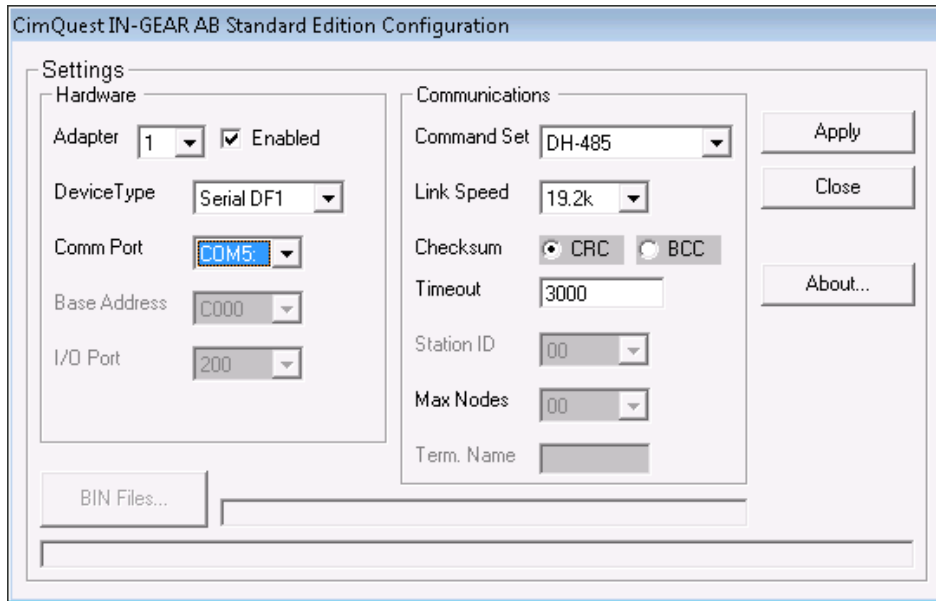 CimQuest IN-GEAR AB Standard Edition Configuration
Settings
Hardware
Adapter 1 Enabled
DeviceType Serial DF1
Comm Port COM5:
Base Address C000
I/O Port 200
Communications
Command Set DH-485
Link Speed 19.2k
Checksum CRC BCC
Timeout 3000
Station ID 00
Max Nodes 00
Term. Name
Apply
Close
About...
BIN Files...